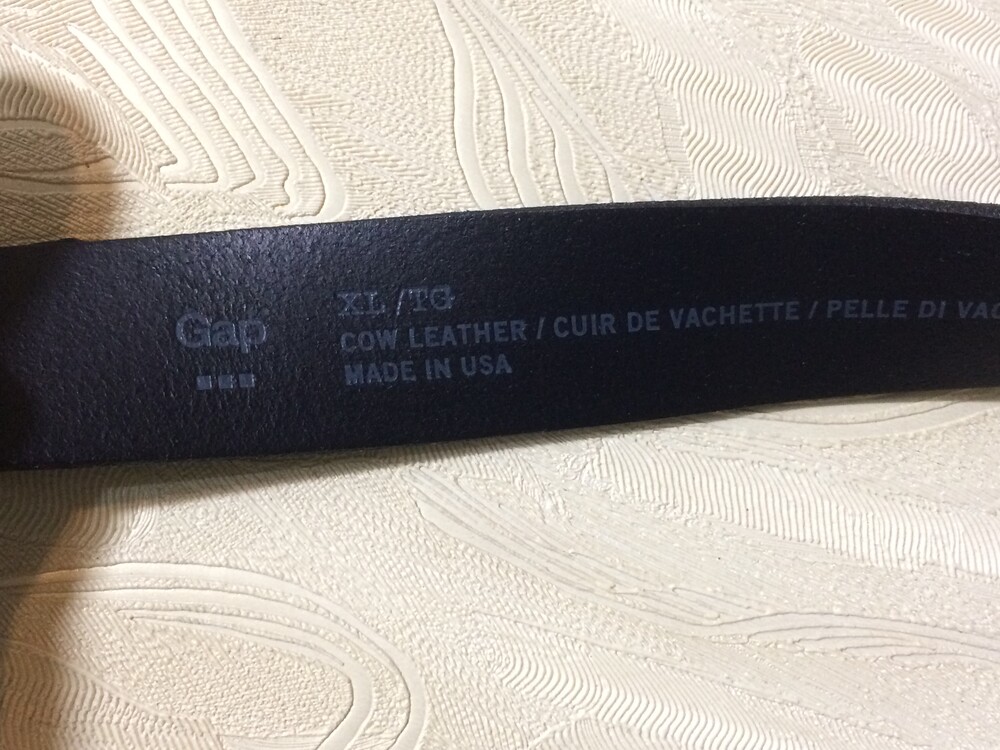 Gap
XL/TG
COW LEATHER / CUIR DE VACHETTE / PELLE DI
MADE IN USA